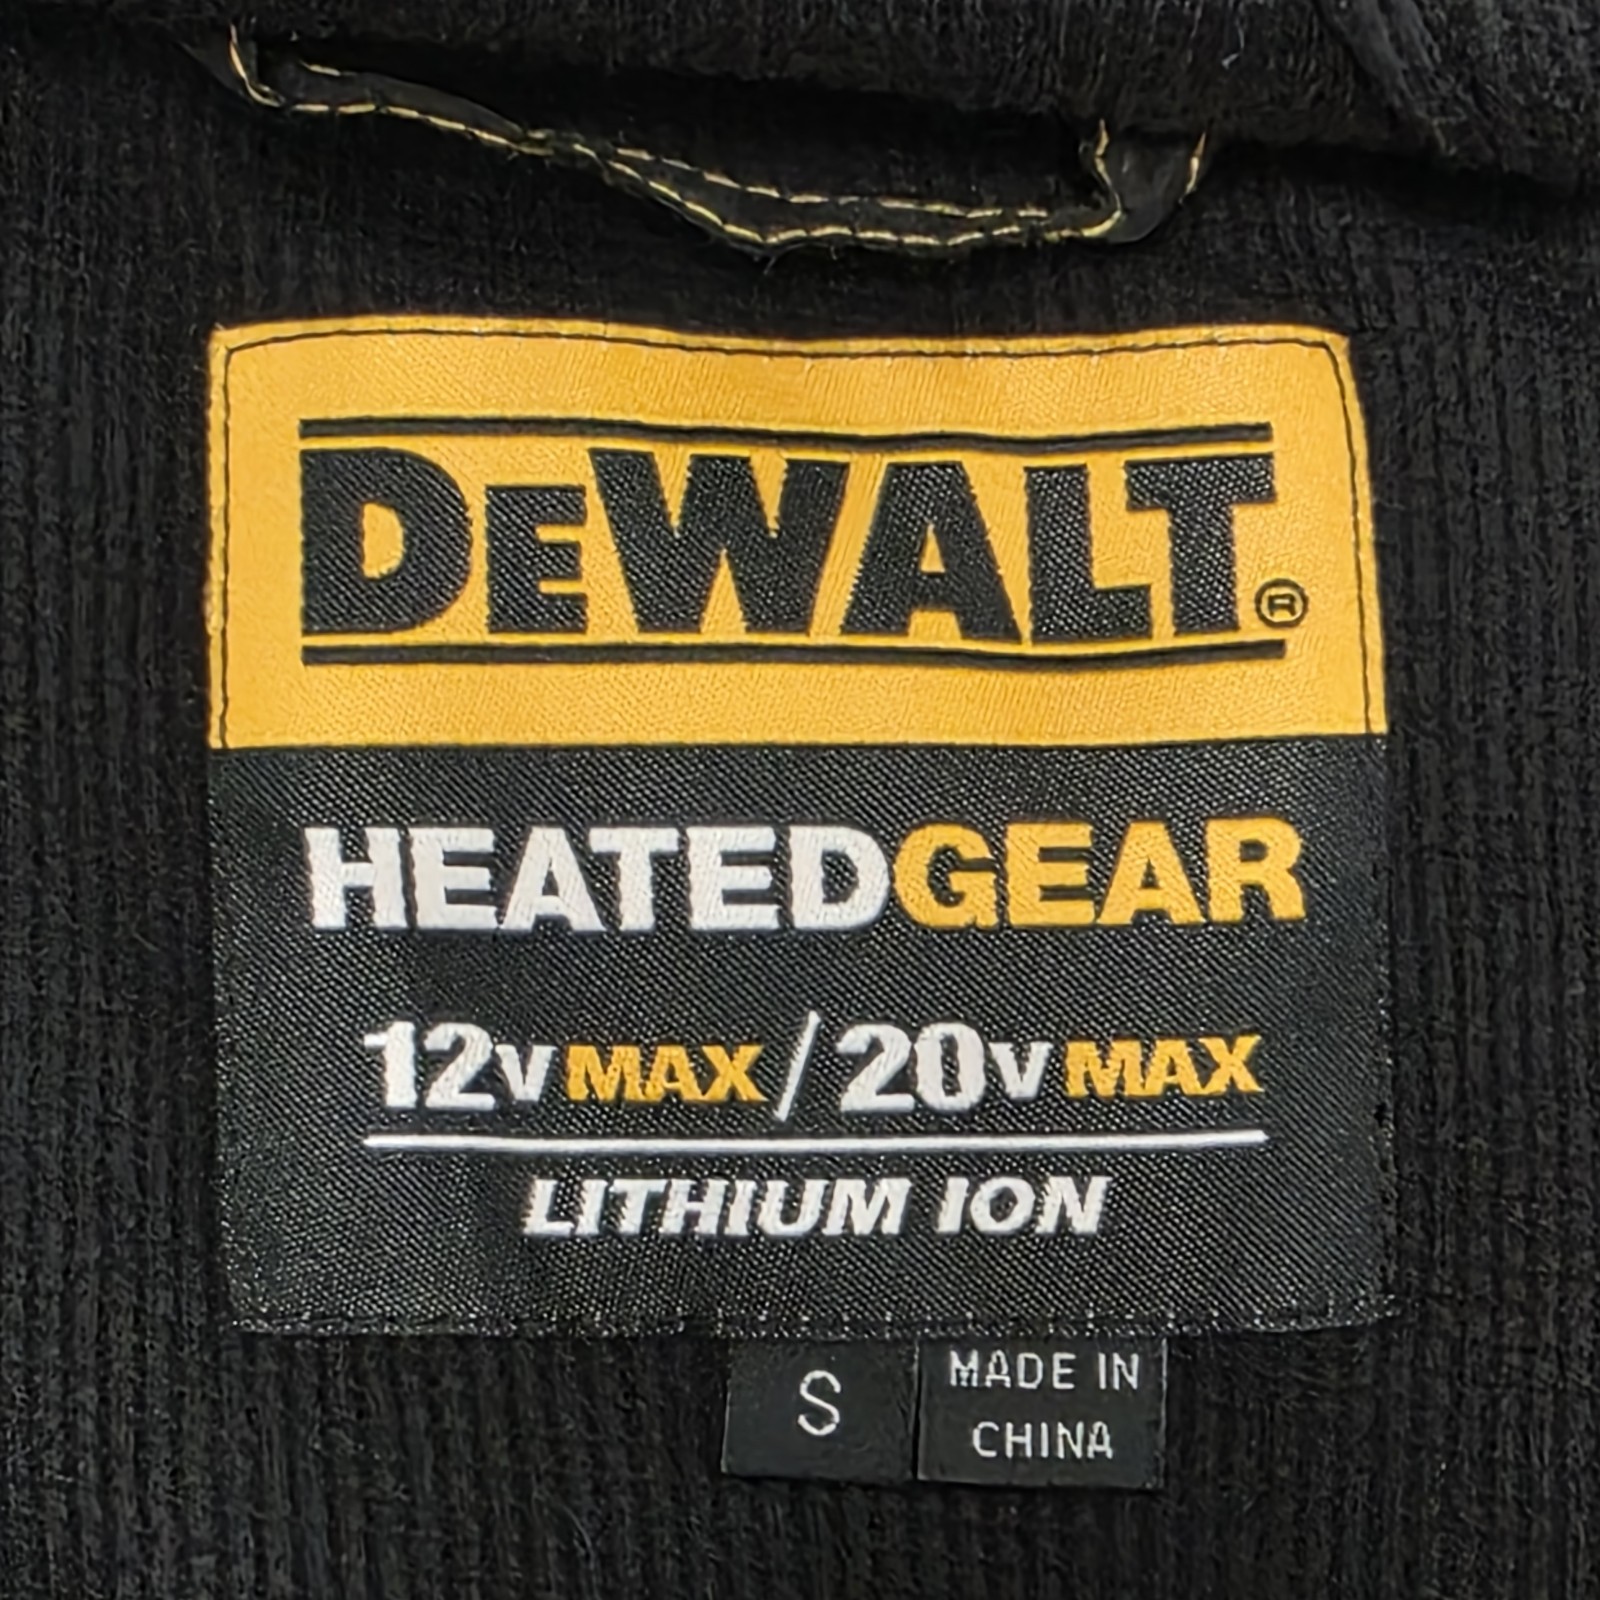 DEWALT®
HEATEDGEAR
12V MAX / 20V MAX
LITHIUM ION
S
MADE IN
CHINA